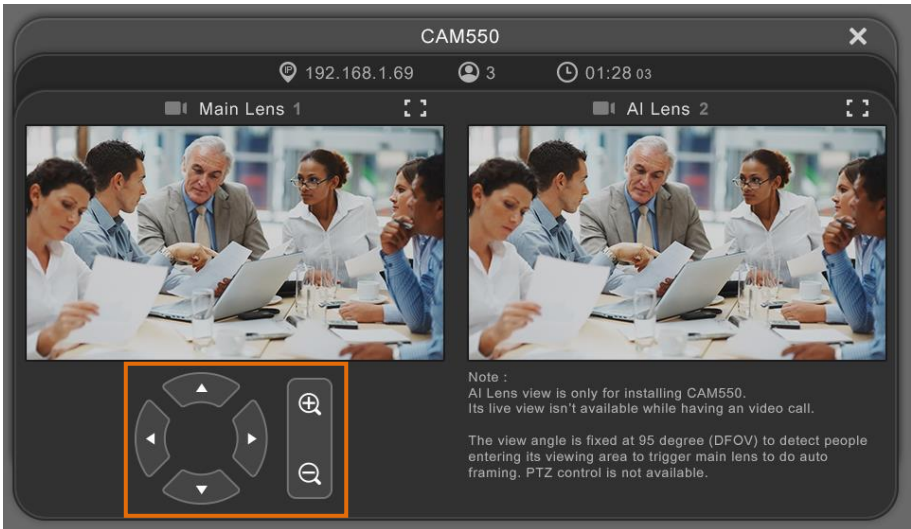 CAM550
192.168.1.69 3 01:28 03
Main Lens 1
AI Lens 2
Note :
AI Lens view is only for installing CAM550.
Its live view isn't available while having an video call.
The view angle is fixed at 95 degree (DFOV) to detect people
entering its viewing area to trigger main lens to do auto
framing. PTZ control is not available.